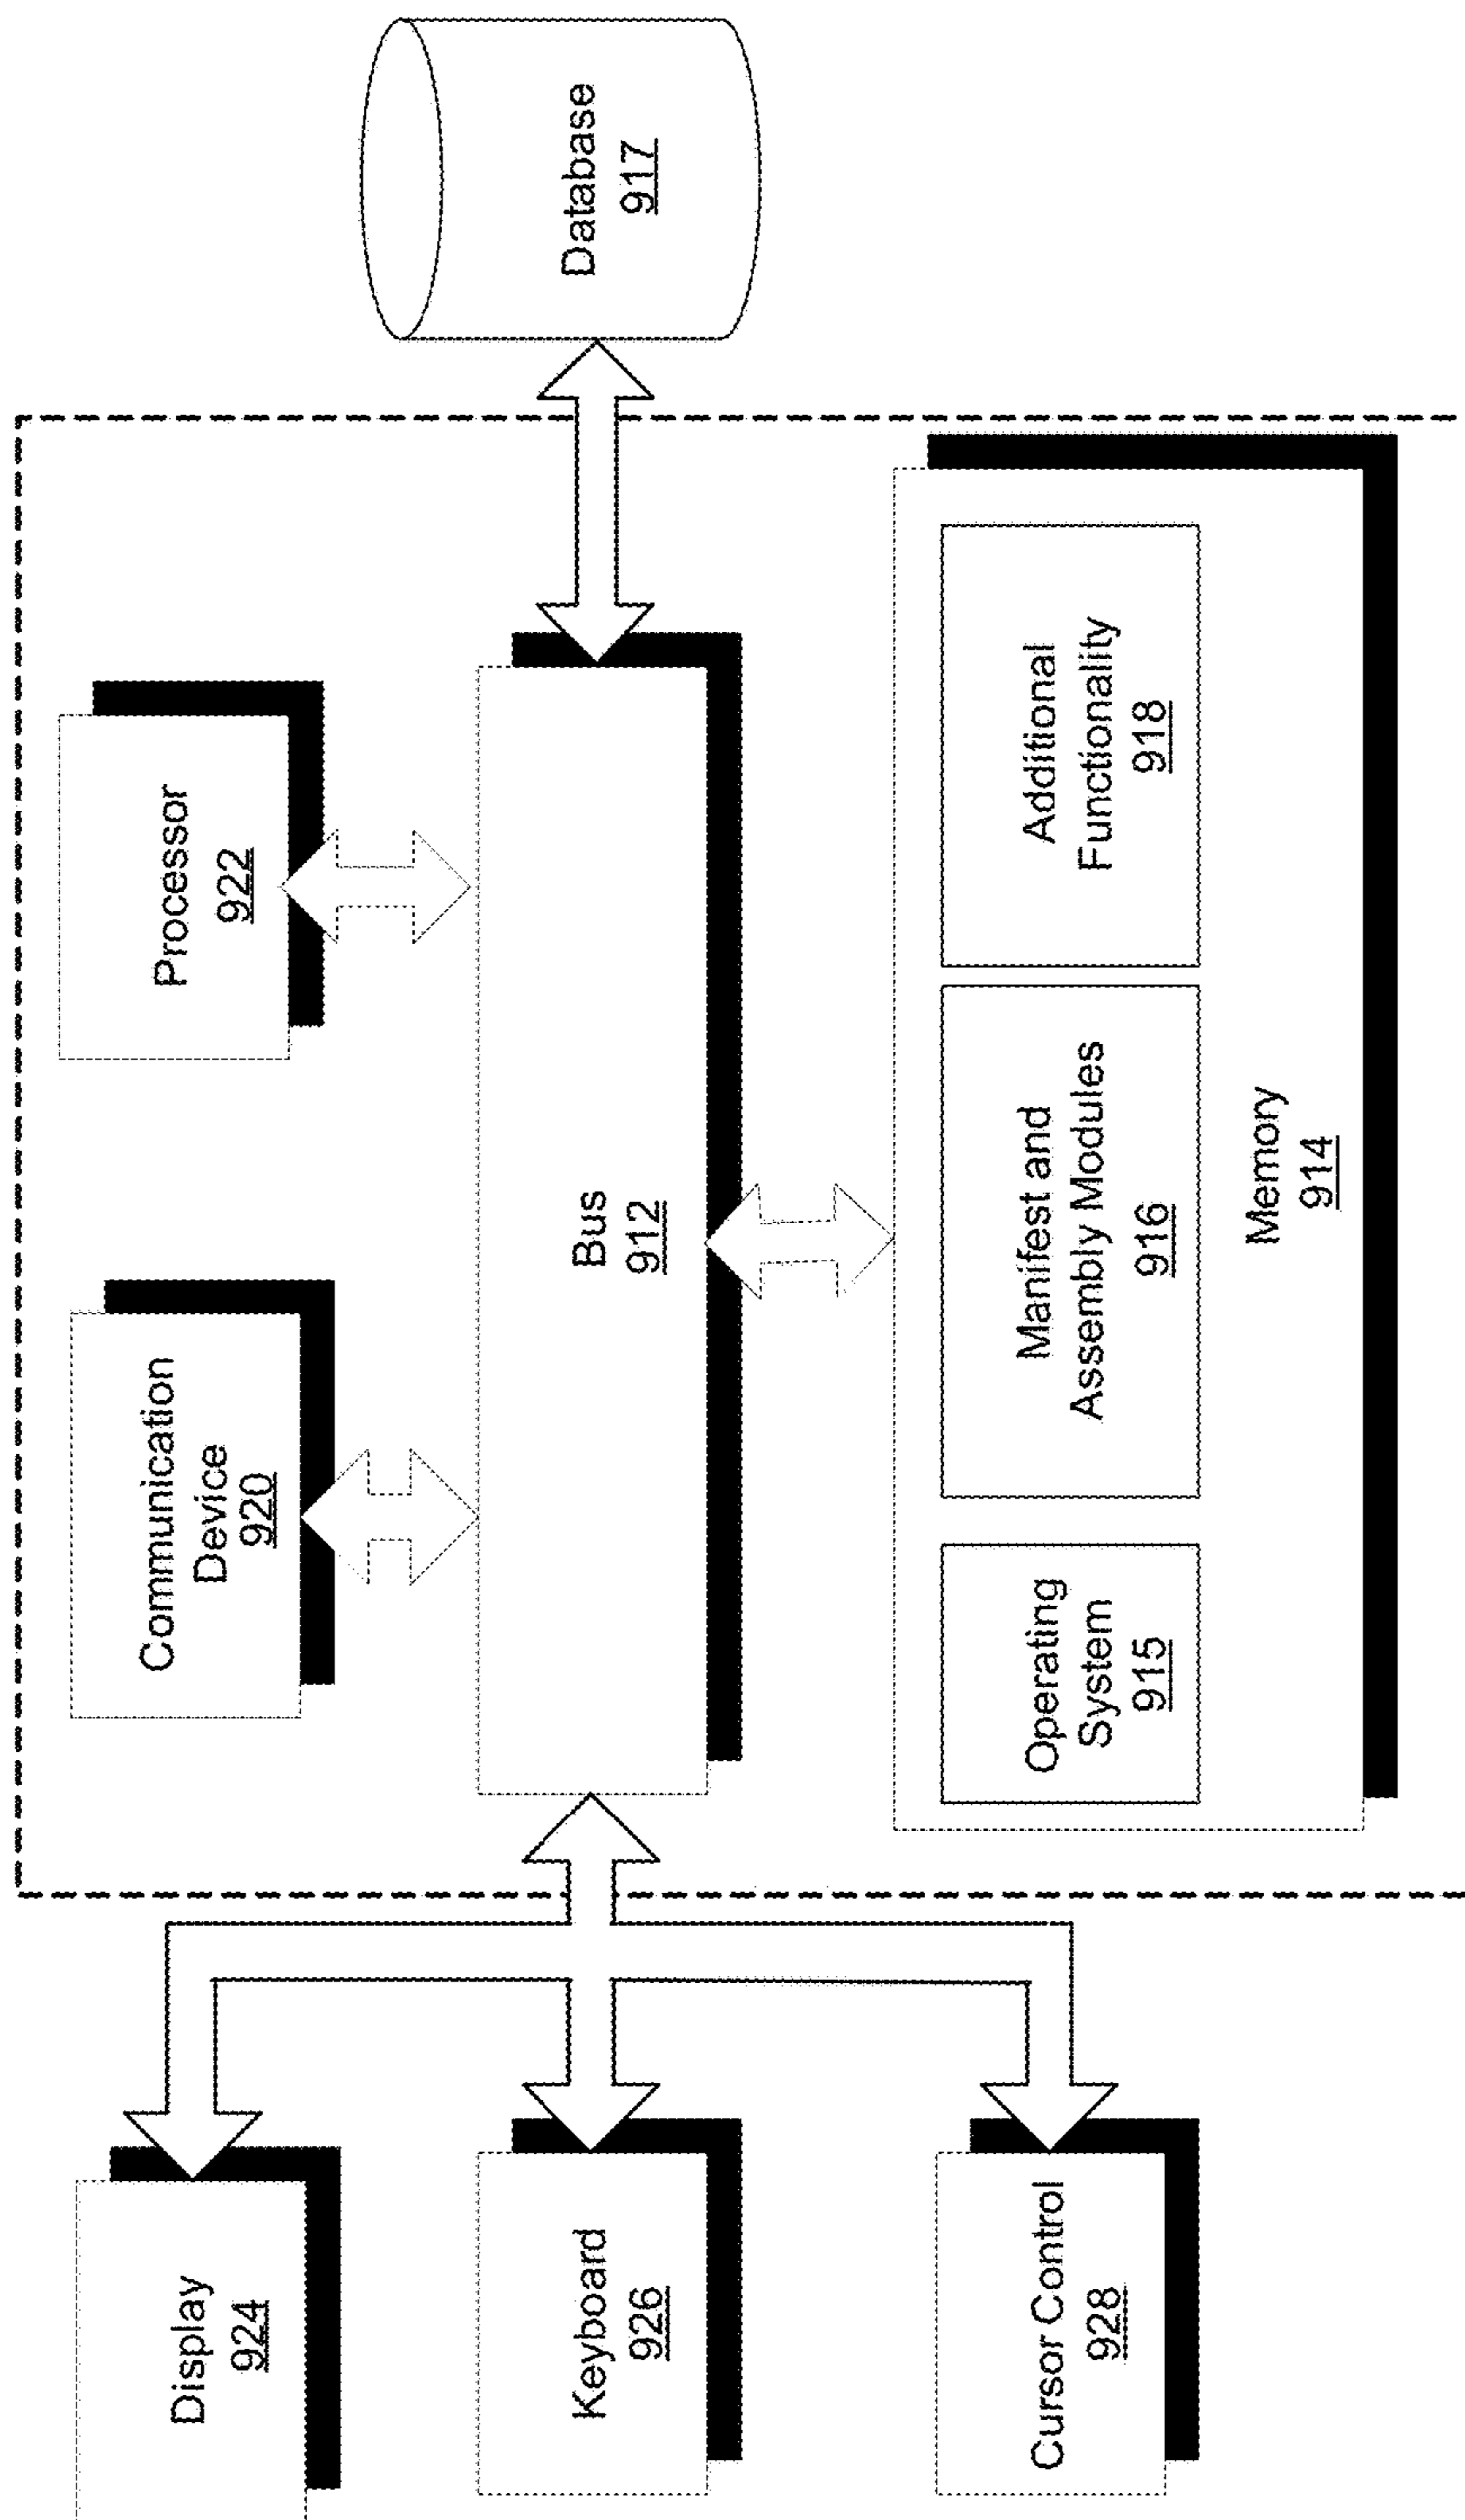 Display
924
Keyboard
926
Cursor Control
928
Communication
Device
920
Processor
922
Bus
912
Operating
System
915
Manifest and
Assembly Modules
916
Additional
Functionality
918
Memory
914
Database
917